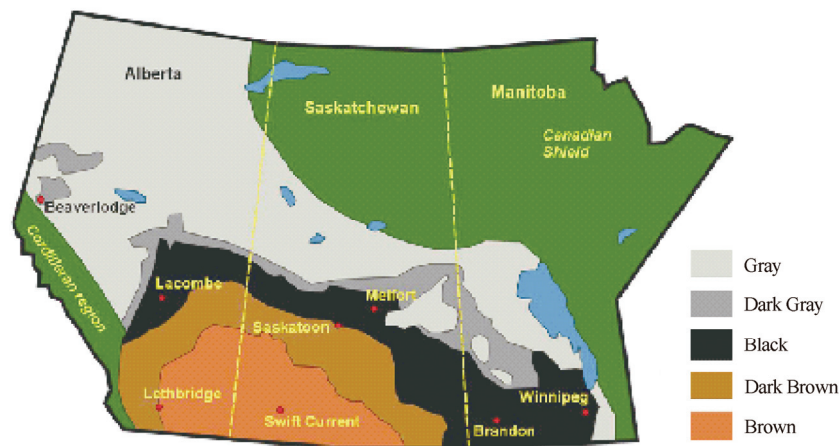 Alberta
Saskatchewan
Manitoba
Canadian
Shield
Beaverlodge
Cordilleran region
Lacombe
Melfort
Saskatoon
Lethbridge
Swift Current
Winnipeg
Brandon
Gray
Dark Gray
Black
Dark Brown
Brown